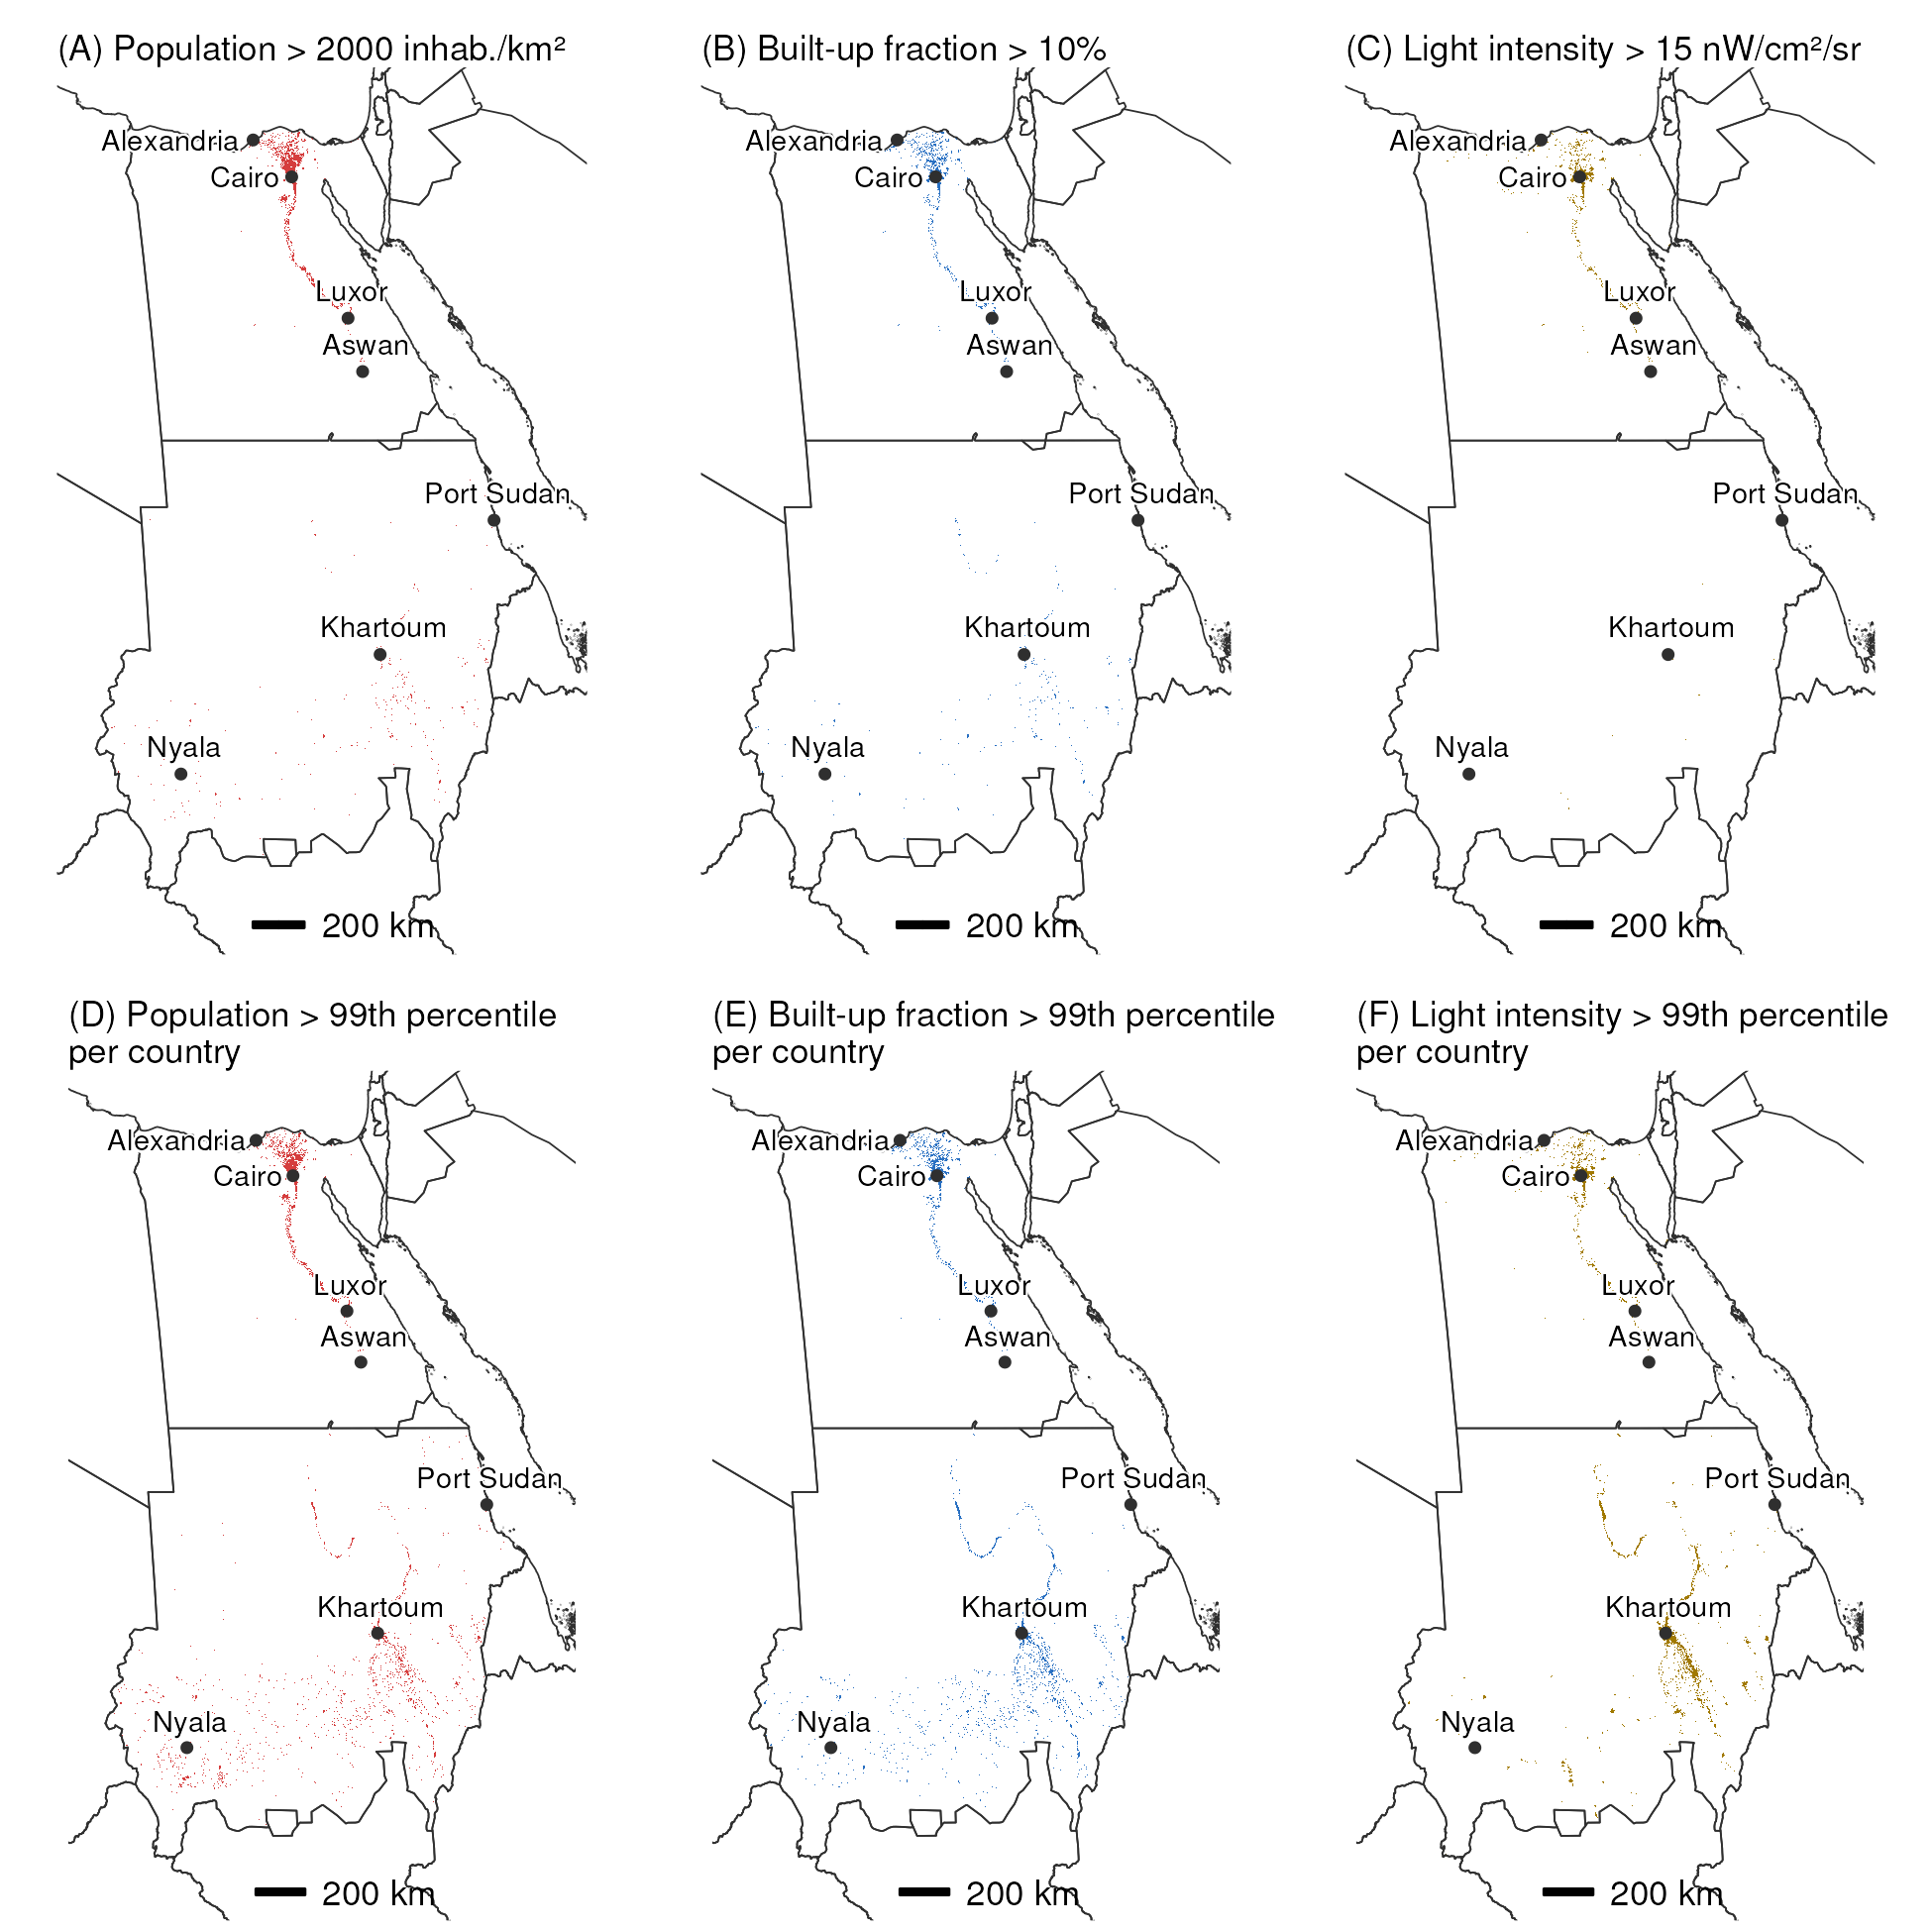 (A) Population > 2000 inhab./km²
Alexandria
Cairo
Luxor
Aswan
Port Sudan
Khartoum
Nyala
200 km
(B) Built-up fraction > 10%
Alexandria
Cairo
Luxor
Aswan
Port Sudan
Khartoum
Nyala
200 km
(C) Light intensity > 15 nW/cm²/sr
Alexandria
Cairo
Luxor
Aswan
Port Sudan
Khartoum
Nyala
200 km
(D) Population > 99th percentile
per country
Alexandria
Cairo
Luxor
Aswan
Port Sudan
Khartoum
Nyala
200 km
(E) Built-up fraction > 99th percentile
per country
Alexandria
Cairo
Luxor
Aswan
Port Sudan
Khartoum
Nyala
200 km
(F) Light intensity > 99th percentile
per country
Alexandria
Cairo
Luxor
Aswan
Port Sudan
Khartoum
Nyala
200 km